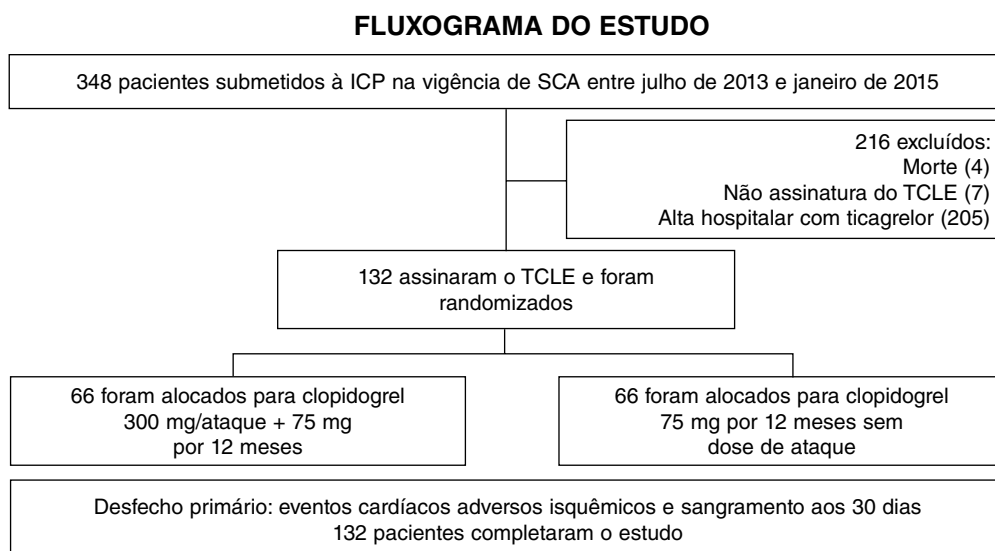 FLUXOGRAMA DO ESTUDO
348 pacientes submetidos à ICP na vigência de SCA entre julho de 2013 e janeiro de 2015
216 excluídos:
Morte (4)
Não assinatura do TCLE (7)
Alta hospitalar com ticagrelor (205)
132 assinaram o TCLE e foram
randomizados
66 foram alocados para clopidogrel
300 mg/ataque + 75 mg
por 12 meses
66 foram alocados para clopidogrel
75 mg por 12 meses sem
dose de ataque
Desfecho primário: eventos cardíacos adversos isquêmicos e sangramento aos 30 dias
132 pacientes completaram o estudo